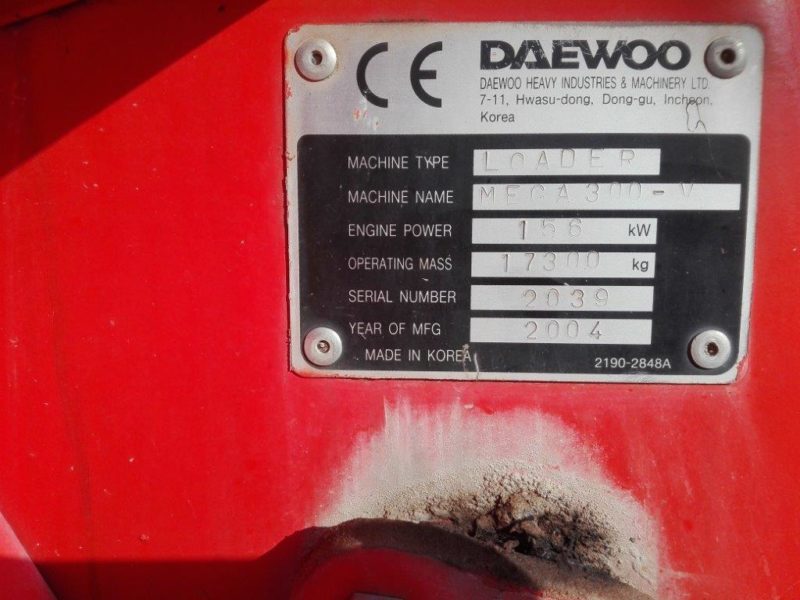 CE DAEWOO
DAEWOO HEAVY INDUSTRIES & MACHINERY LTD.
7-11, Hwasu-dong, Dong-gu, Incheon,
Korea
MACHINE TYPE LOADER
MACHINE NAME MEGA300-V
ENGINE POWER 156 kW
OPERATING MASS 17300 kg
SERIAL NUMBER 2039
YEAR OF MFG 2004
MADE IN KOREA
2190-2848A